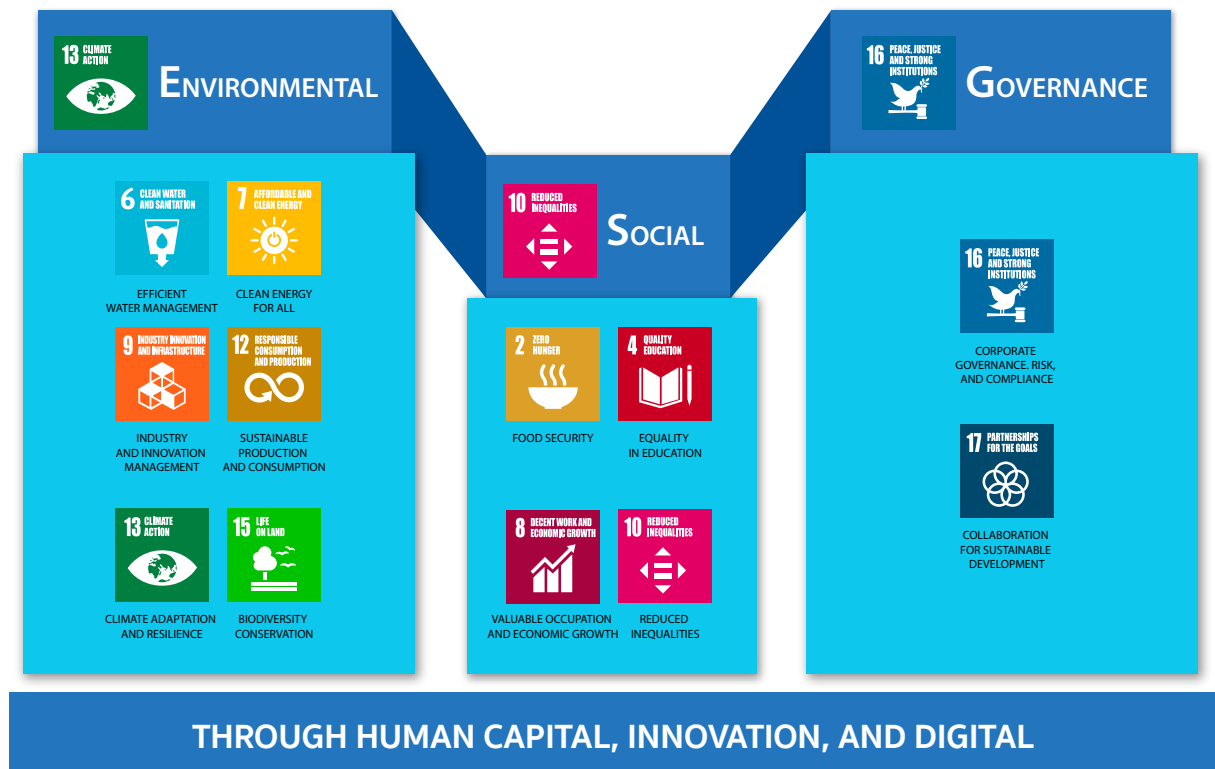 13 CLIMATE
ACTION
ENVIRONMENTAL
6 CLEAN WATER
AND SANITATION
EFFICIENT
WATER MANAGEMENT
7 AFFORDABLE AND
CLEAN ENERGY
CLEAN ENERGY
FOR ALL
9 INDUSTRY INNOVATION
AND INFRASTRUCTURE
INDUSTRY
AND INNOVATION
MANAGEMENT
12 RESPONSIBLE
CONSUMPTION
AND PRODUCTION
SUSTAINABLE
PRODUCTION
AND CONSUMPTION
13 CLIMATE
ACTION
CLIMATE ADAPTATION
AND RESILIENCE
15 LIFE
ON LAND
BIODIVERSITY
CONSERVATION
10 REDUCED
INEQUALITIES
SOCIAL
2 ZERO
HUNGER
FOOD SECURITY
4 QUALITY
EDUCATION
EQUALITY
IN EDUCATION
8 DECENT WORK AND
ECONOMIC GROWTH
VALUABLE OCCUPATION
AND ECONOMIC GROWTH
10 REDUCED
INEQUALITIES
REDUCED
INEQUALITIES
16 PEACE, JUSTICE
AND STRONG
INSTITUTIONS
GOVERNANCE
16 PEACE, JUSTICE
AND STRONG
INSTITUTIONS
CORPORATE
GOVERNANCE. RISK,
AND COMPLIANCE
17 PARTNERSHIPS
FOR THE GOALS
COLLABORATION
FOR SUSTAINABLE
DEVELOPMENT
THROUGH HUMAN CAPITAL, INNOVATION, AND DIGITAL